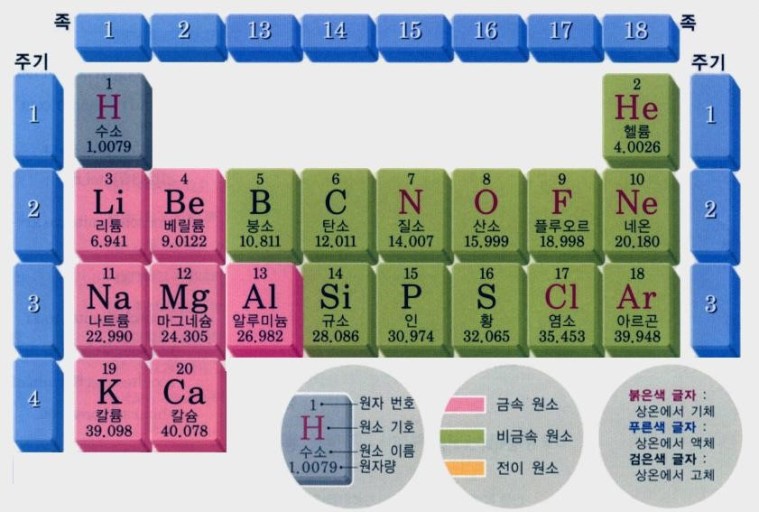 족 1 2 13 14 15 16 17 18 족
주기 주기
1 2
1 H He 1
수소 헬륨
1.0079 4.0026
3 4 5 6 7 8 9 10
2 Li Be B C N O F Ne 2
리튬 베릴륨 붕소 탄소 질소 산소 플루오르 네온
6.941 9.0122 10.811 12.011 14.007 15.999 18.998 20.180
11 12 13 14 15 16 17 18
3 Na Mg Al Si P S Cl Ar 3
나트륨 마그네슘 알루미늄 규소 인 황 염소 아르곤
22.990 24.305 26.982 28.086 30.974 32.065 35.453 39.948
19 20
4 K Ca
칼륨 칼슘
39.098 40.078
1 원자 번호
H 원소 기호
수소 원소 이름
1.0079 원자량
금속 원소
비금속 원소
전이 원소
붉은색 글자 :
상온에서 기체
푸른색 글자 :
상온에서 액체
검은색 글자 :
상온에서 고체